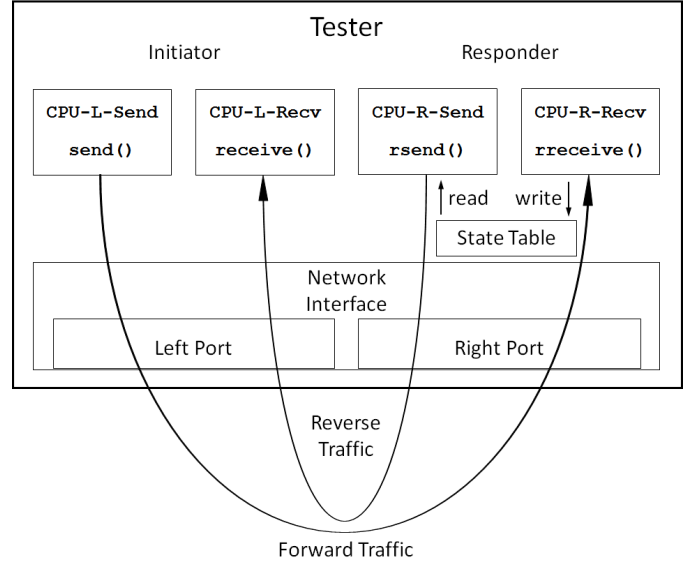 Tester
Initiator
Responder
CPU-L-Send
send()
CPU-L-Recv
receive()
CPU-R-Send
rsend()
CPU-R-Recv
rreceive()
read
write
State Table
Network
Interface
Left Port
Right Port
Reverse
Traffic
Forward Traffic